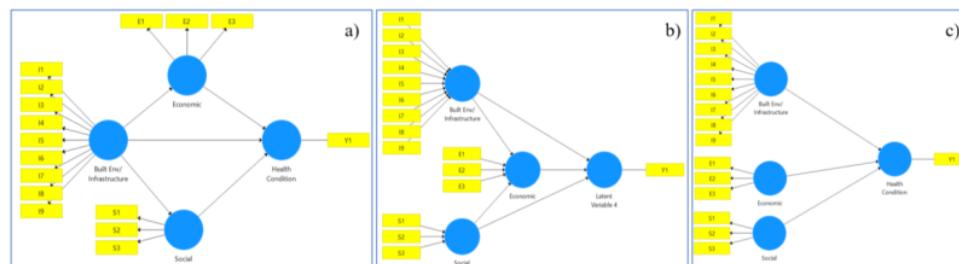 a)
E1 E2 E3
Economic
I1
I2
I3
I4
I5
I6
I7
I8
I9
Built Env/
Infrastructure
Health
Condition
Y1
S1
S2
S3
Social
b)
I1
I2
I3
I4
I5
I6
I7
I8
I9
Built Env/
Infrastructure
E1
E2
E3
Economic
Latent
Variable 4
Y1
S1
S2
S3
Social
c)
I1
I2
I3
I4
I5
I6
I7
I8
I9
Built Env/
Infrastructure
E1
E2
E3
Economic
Health
Condition
Y1
S1
S2
S3
Social